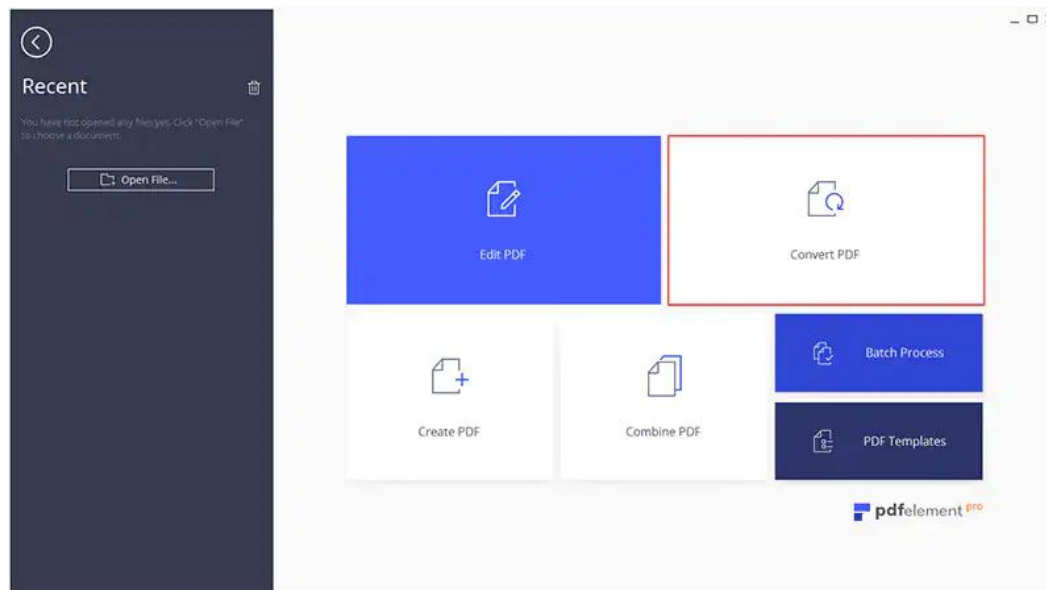 Recent
You have not opened any files yet. Click "Open File"
to choose a document.
Open File...
Edit PDF
Convert PDF
Create PDF
Combine PDF
Batch Process
PDF Templates
pdfelement pro